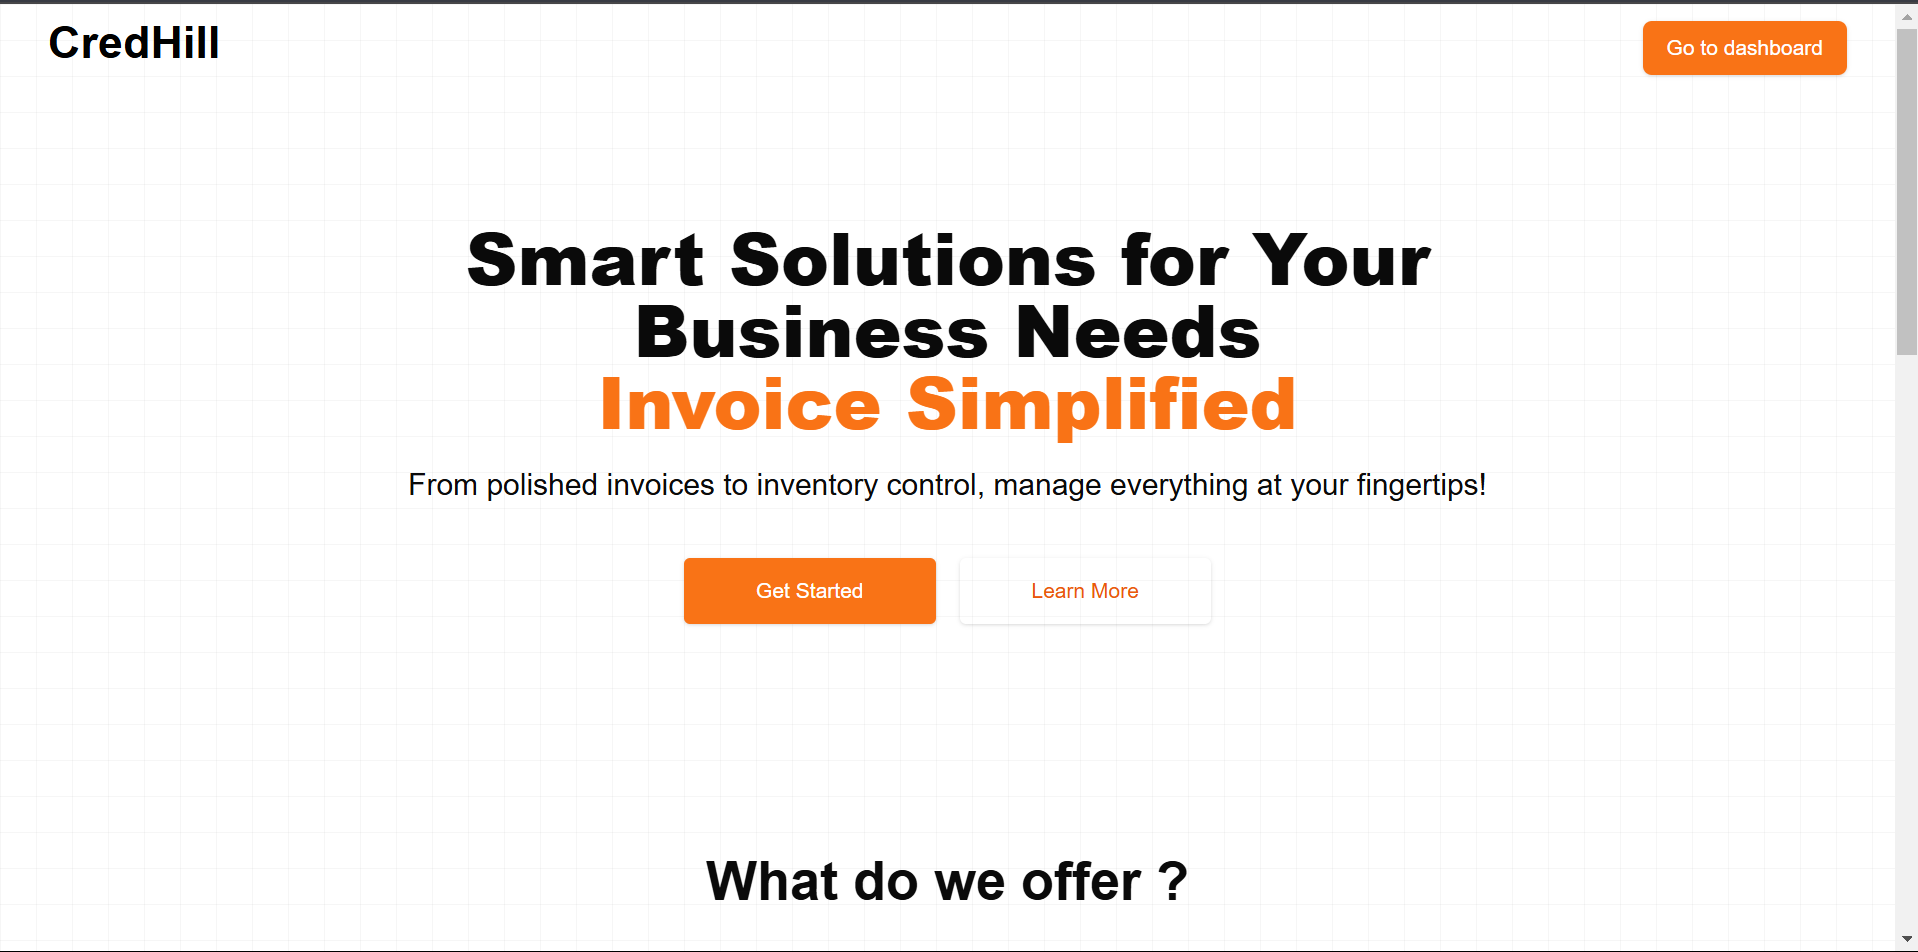 CredHill
Go to dashboard
Smart Solutions for Your
Business Needs
Invoice Simplified
From polished invoices to inventory control, manage everything at your fingertips!
Get Started
Learn More
What do we offer ?